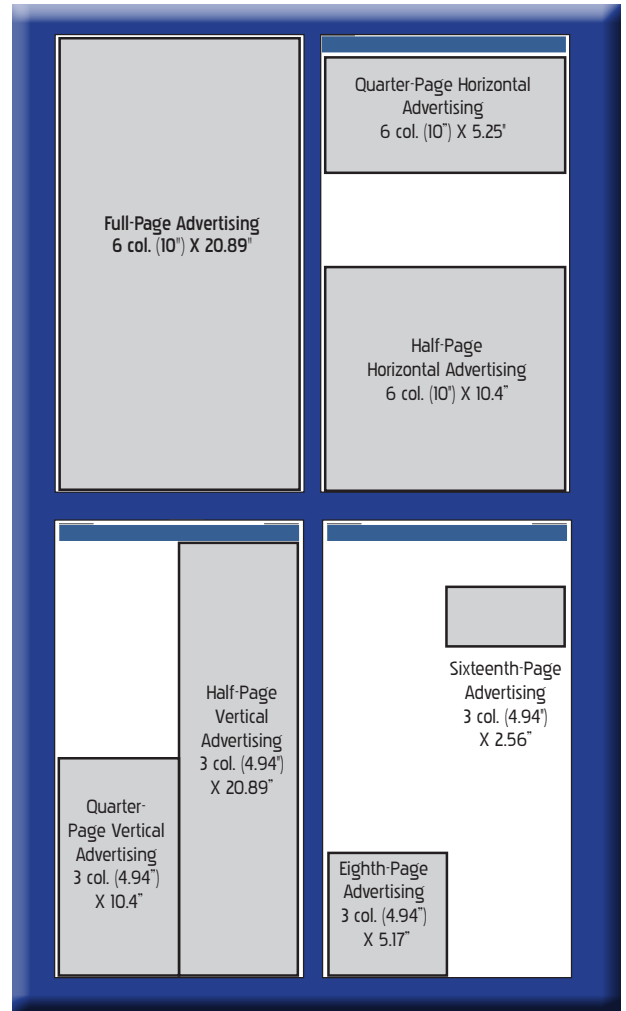 Full-Page Advertising
6 col. (10") X 20.89"
Quarter-Page Horizontal
Advertising
6 col. (10”) X 5.25"
Half-Page
Horizontal Advertising
6 col. (10") X 10.4”
Quarter-
Page Vertical
Advertising
3 col. (4.94”)
X 10.4”
Half-Page
Vertical
Advertising
3 col. (4.94")
X 20.89”
Sixteenth-Page
Advertising
3 col. (4.94")
X 2.56”
Eighth-Page
Advertising
3 col. (4.94”)
X 5.17”